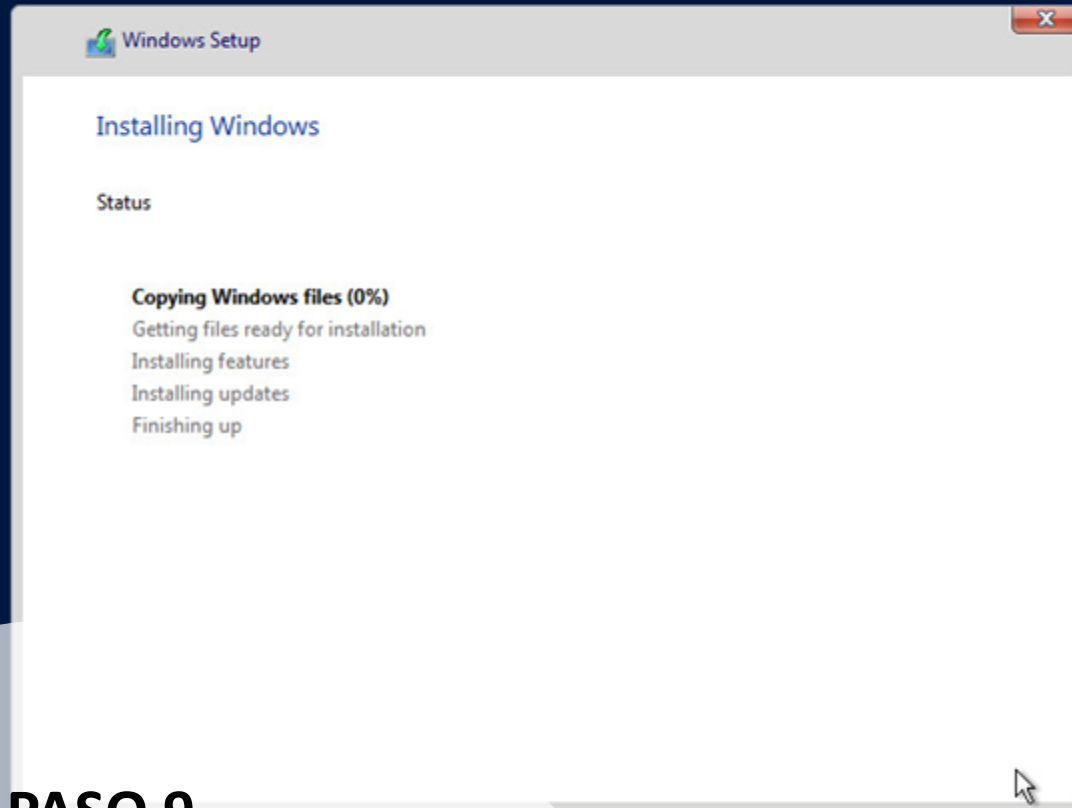 Windows Setup
Installing Windows
Status
Copying Windows files (0%)
Getting files ready for installation
Installing features
Installing updates
Finishing up
PASO 9